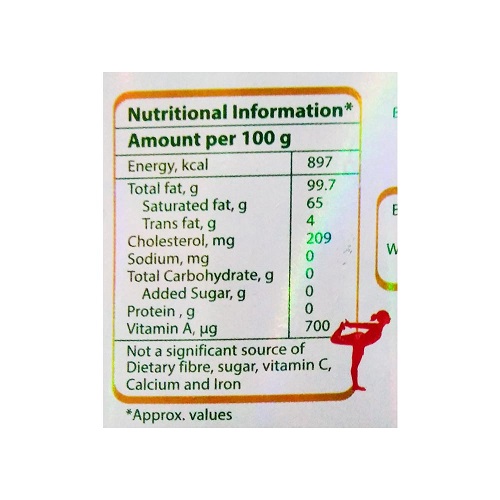 Nutritional Information*
Amount per 100 g
Energy, kcal 897
Total fat, g 99.7
Saturated fat, g 65
Trans fat, g 4
Cholesterol, mg 209
Sodium, mg 0
Total Carbohydrate, g 0
Added Sugar, g 0
Protein , g 0
Vitamin A, µg 700
Not a significant source of
Dietary fibre, sugar, vitamin C,
Calcium and Iron
*Approx. values